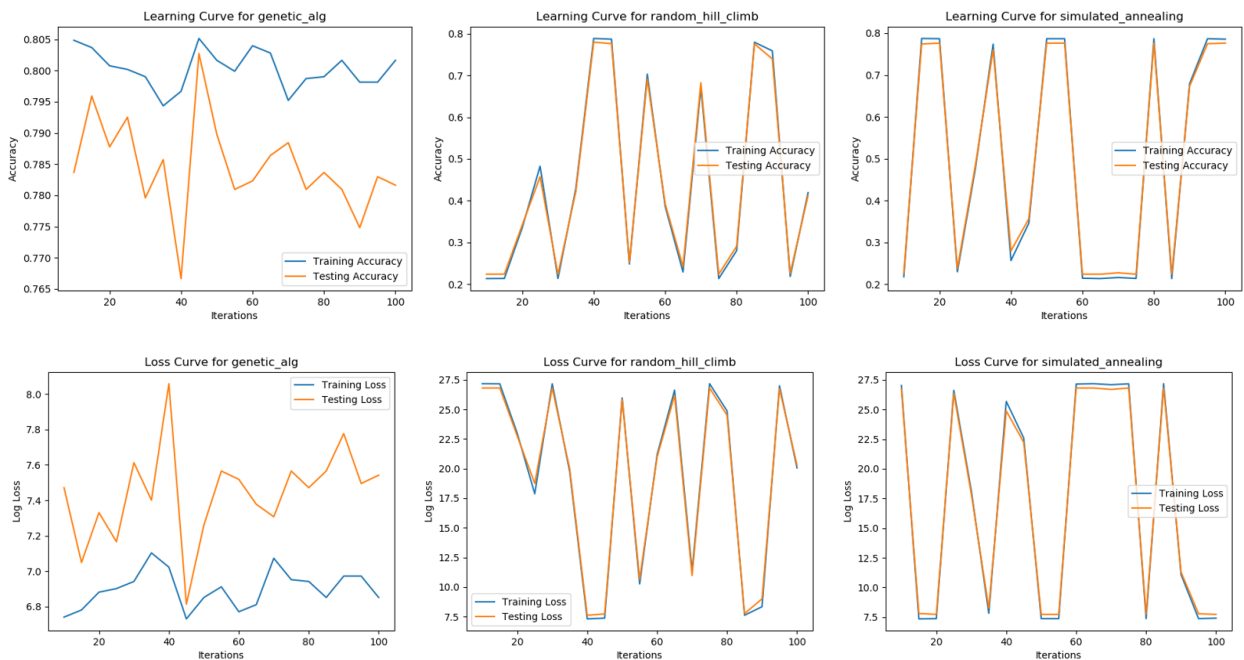 Learning Curve for genetic_alg
0.805
0.800
0.795
0.790
0.785
0.780
0.775
0.770
0.765
Accuracy
Training Accuracy
Testing Accuracy
20 40 60 80 100
Iterations
Learning Curve for random_hill_climb
0.8
0.7
0.6
0.5
0.4
0.3
0.2
Accuracy
Training Accuracy
Testing Accuracy
20 40 60 80 100
Iterations
Learning Curve for simulated_annealing
0.8
0.7
0.6
0.5
0.4
0.3
0.2
Accuracy
Training Accuracy
Testing Accuracy
20 40 60 80 100
Iterations
Loss Curve for genetic_alg
8.0
7.8
7.6
7.4
7.2
7.0
6.8
Log Loss
Training Loss
Testing Loss
20 40 60 80 100
Iterations
Loss Curve for random_hill_climb
27.5
25.0
22.5
20.0
17.5
15.0
12.5
10.0
7.5
Log Loss
Training Loss
Testing Loss
20 40 60 80 100
Iterations
Loss Curve for simulated_annealing
27.5
25.0
22.5
20.0
17.5
15.0
12.5
10.0
7.5
Log Loss
Training Loss
Testing Loss
20 40 60 80 100
Iterations